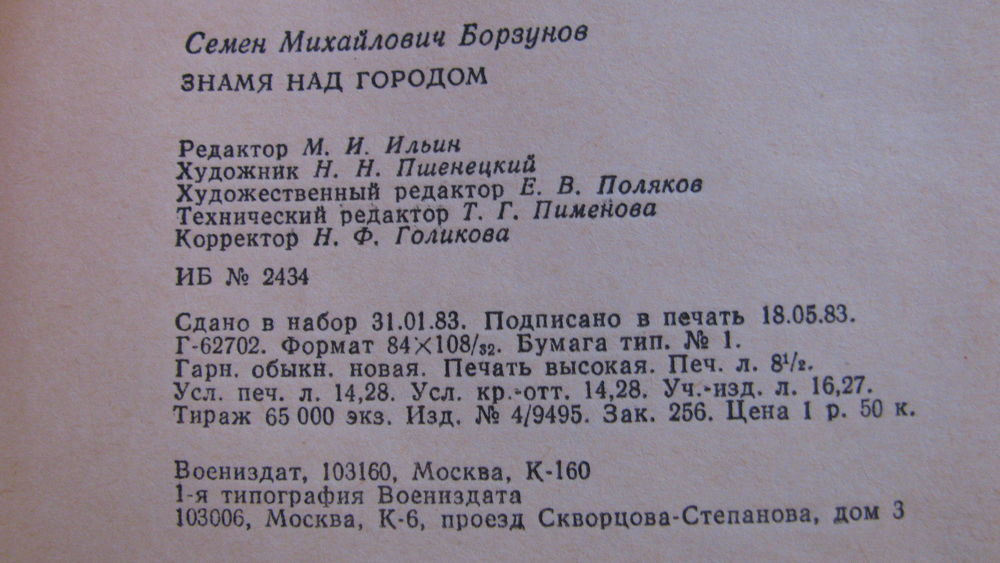 Семен Михайлович Борзунов
ЗНАМЯ НАД ГОРОДОМ
Редактор М. И. Ильин
Художник Н. Н. Пшенецкий
Художественный редактор Е. В. Поляков
Технический редактор Т. Г. Пименова
Корректор Н. Ф. Голикова
ИБ № 2434
Сдано в набор 31.01.83. Подписано в печать 18.05.83.
Г-62702. Формат 84×108/32. Бумага тип. № 1.
Гарн. обыкн. новая. Печать высокая. Печ. л. 8¹/₂.
Усл. печ. л. 14,28. Усл. кр.-отт. 14,28. Уч.-изд. л. 16,27.
Тираж 65 000 экз. Изд. № 4/9495. Зак. 256. Цена 1 р. 50 к.
Воениздат, 103160, Москва, К-160
1-я типография Воениздата
103006, Москва, К-6, проезд Скворцова-Степанова, дом 3